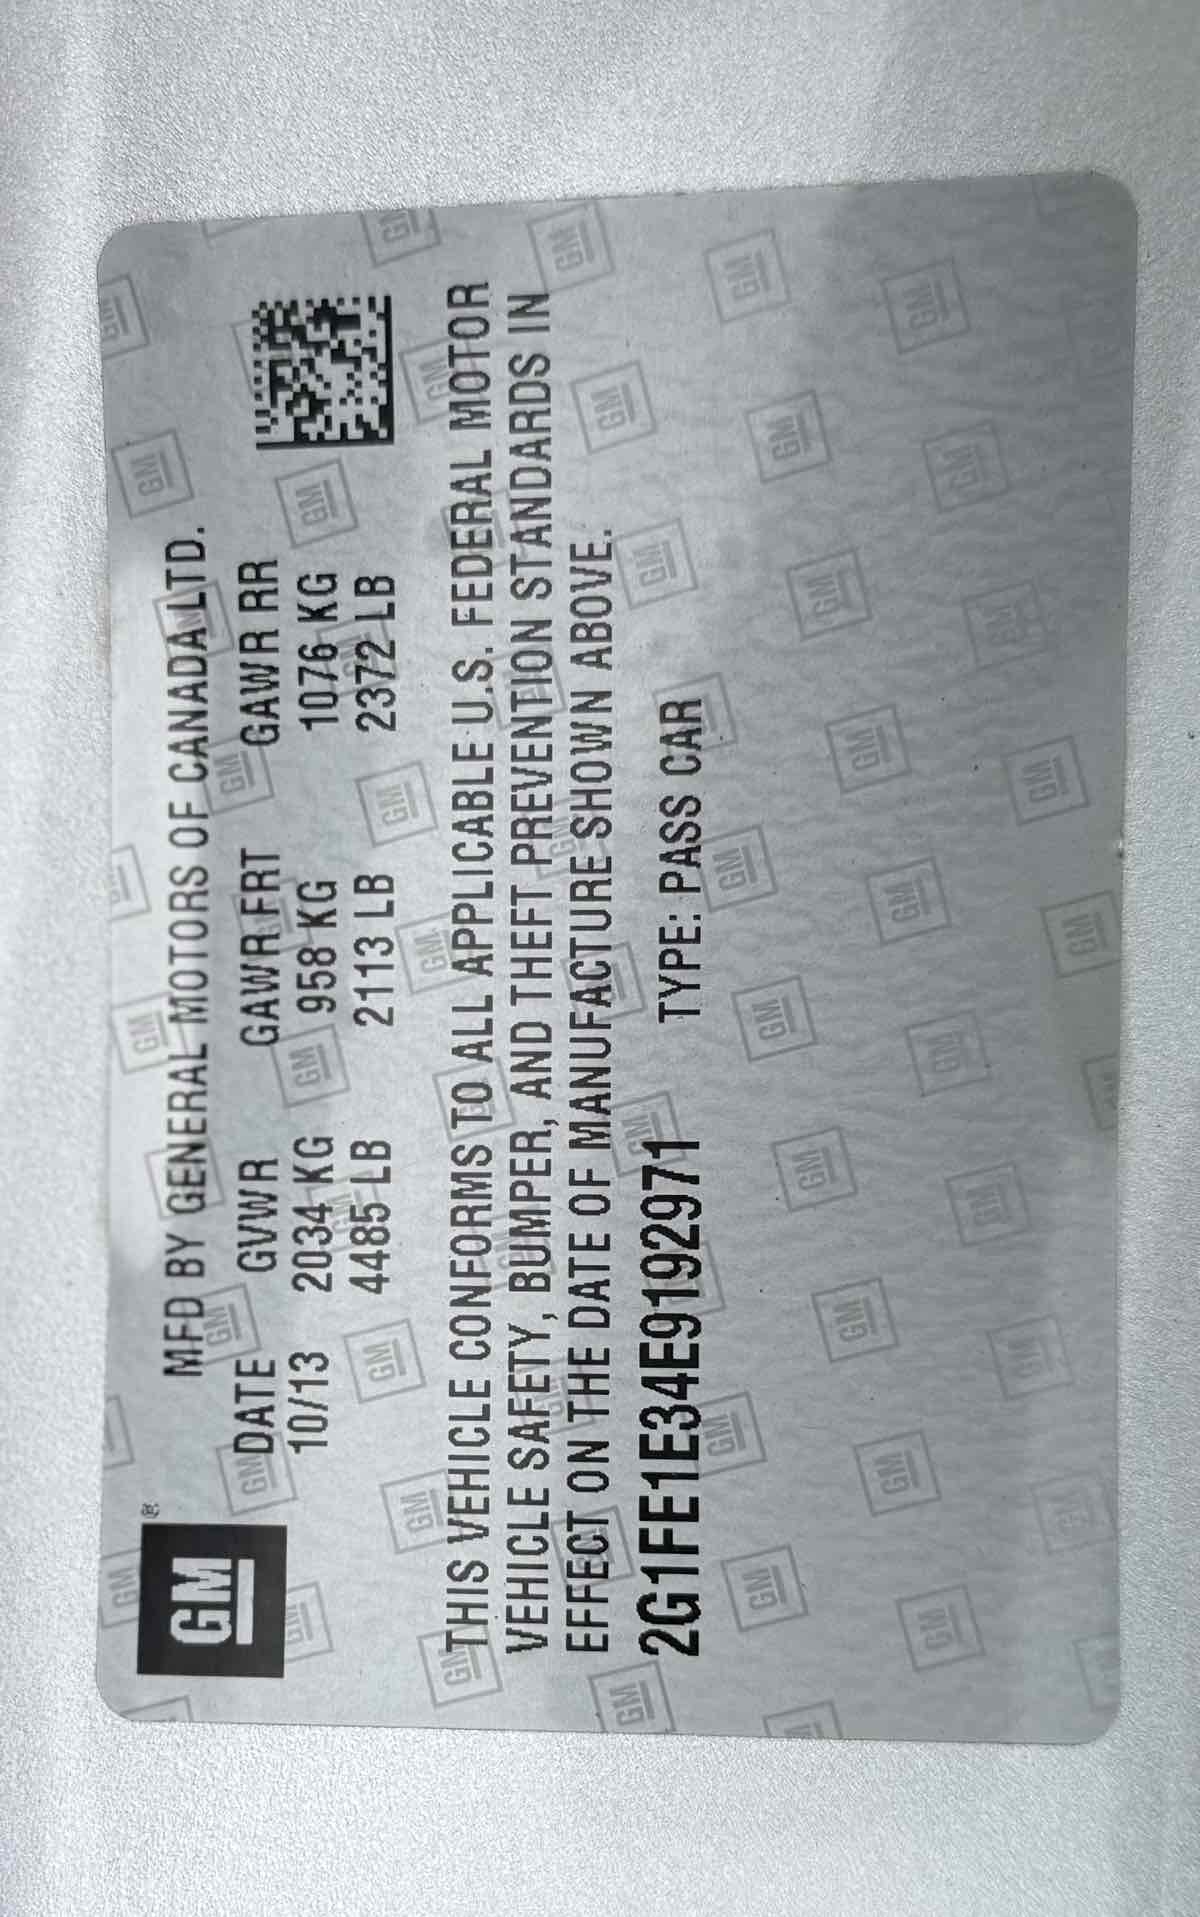 GM®
MFD BY GENERAL MOTORS OF CANADA LTD.
DATE GVWR GAWR FRT GAWR RR
10/13 2034 KG 958 KG 1076 KG
4485 LB 2113 LB 2372 LB
THIS VEHICLE CONFORMS TO ALL APPLICABLE U.S. FEDERAL MOTOR
VEHICLE SAFETY, BUMPER, AND THEFT PREVENTION STANDARDS IN
EFFECT ON THE DATE OF MANUFACTURE SHOWN ABOVE.
2G1FE1E34E9192971 TYPE: PASS CAR